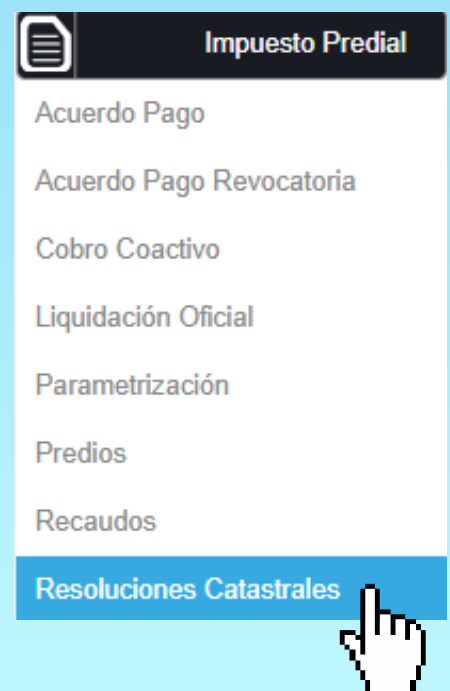 Impuesto Predial
Acuerdo Pago
Acuerdo Pago Revocatoria
Cobro Coactivo
Liquidación Oficial
Parametrización
Predios
Recaudos
Resoluciones Catastrales